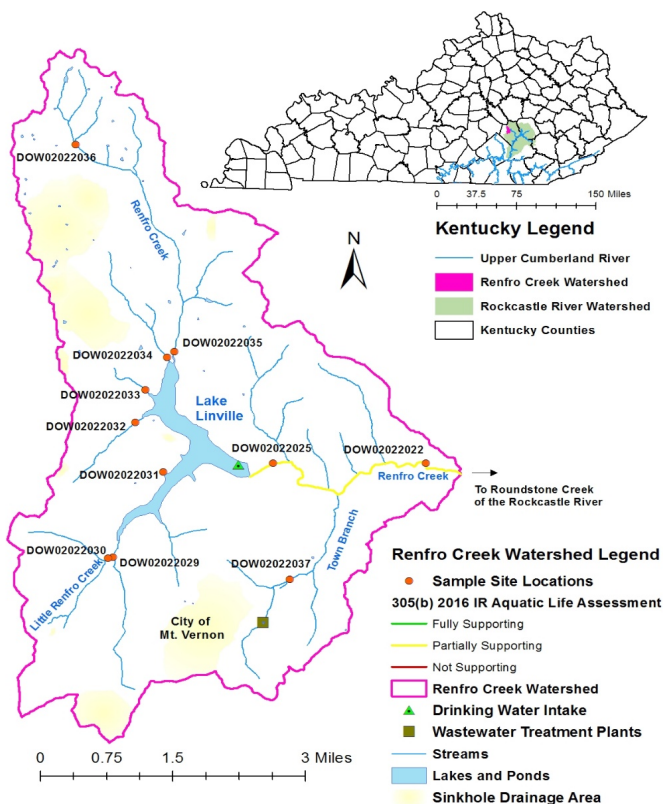 DOW02022036
Renfro Creek
DOW02022035
DOW02022034
DOW02022033
DOW02022032
DOW02022031
Lake
Linville
DOW02022025
DOW02022022
Renfro Creek
To Roundstone Creek
of the Rockcastle River
DOW02022030
DOW02022029
Little Renfro Creek
DOW02022037
Town Branch
City of
Mt. Vernon
0 0.75 1.5 3 Miles
N
0 37.5 75 150 Miles
Kentucky Legend
Upper Cumberland River
Renfro Creek Watershed
Rockcastle River Watershed
Kentucky Counties
Renfro Creek Watershed Legend
Sample Site Locations
305(b) 2016 IR Aquatic Life Assessment
Fully Supporting
Partially Supporting
Not Supporting
Renfro Creek Watershed
Drinking Water Intake
Wastewater Treatment Plants
Streams
Lakes and Ponds
Sinkhole Drainage Area